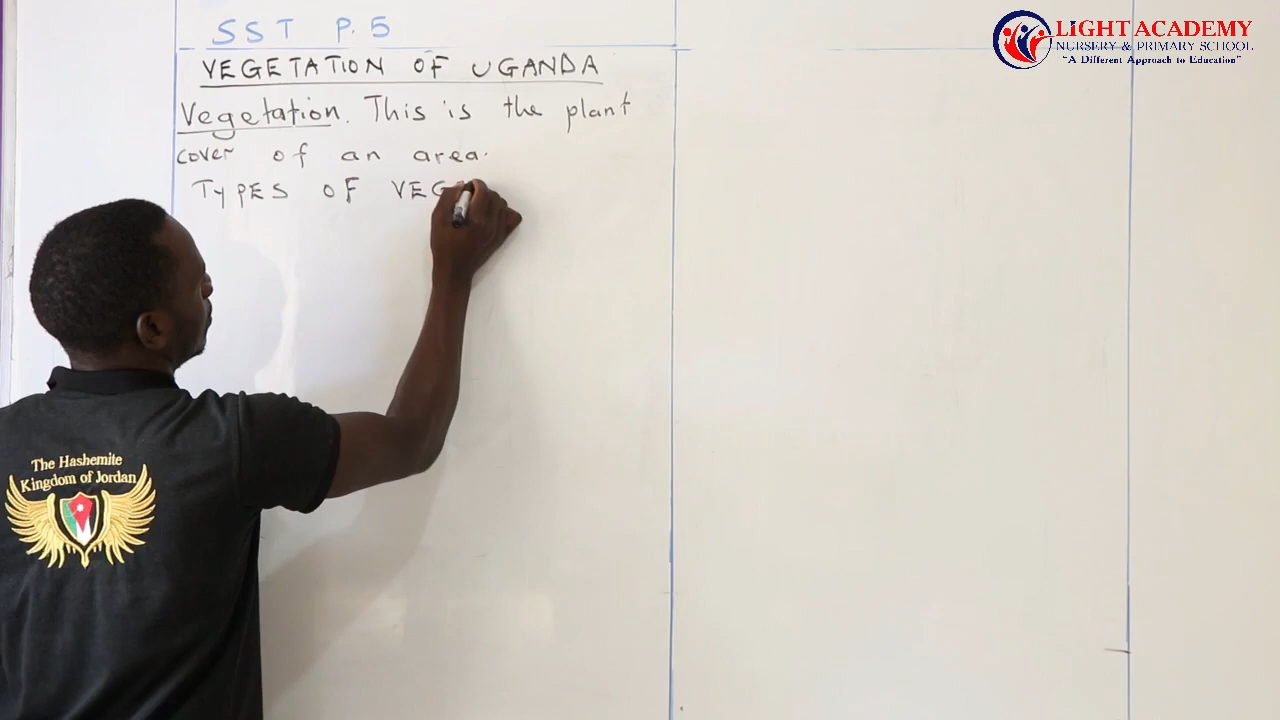 SST P.5
VEGETATION OF UGANDA
Vegetation. This is the plant
cover of an area.
TYPES OF
LIGHT ACADEMY
NURSERY & PRIMARY SCHOOL
"A Different Approach to Education"
The Hashemite
Kingdom of Jordan